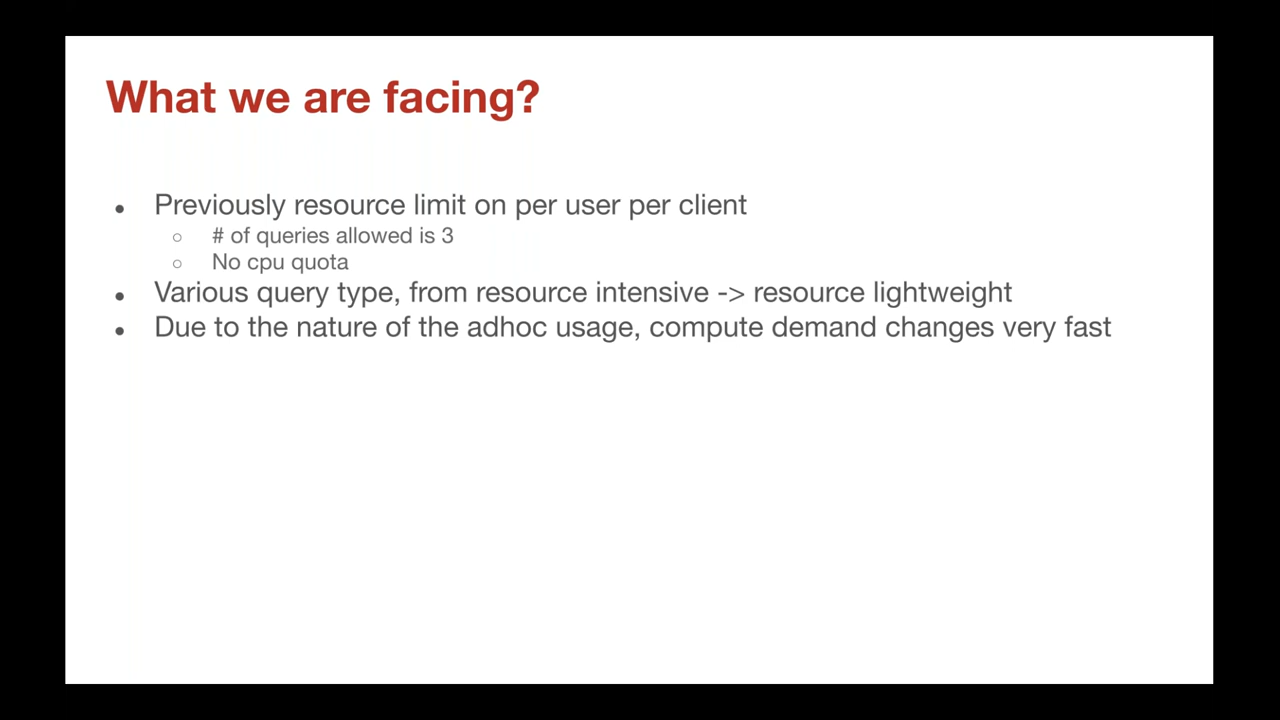 What we are facing?
● Previously resource limit on per user per client
○ # of queries allowed is 3
○ No cpu quota
● Various query type, from resource intensive -> resource lightweight
● Due to the nature of the adhoc usage, compute demand changes very fast